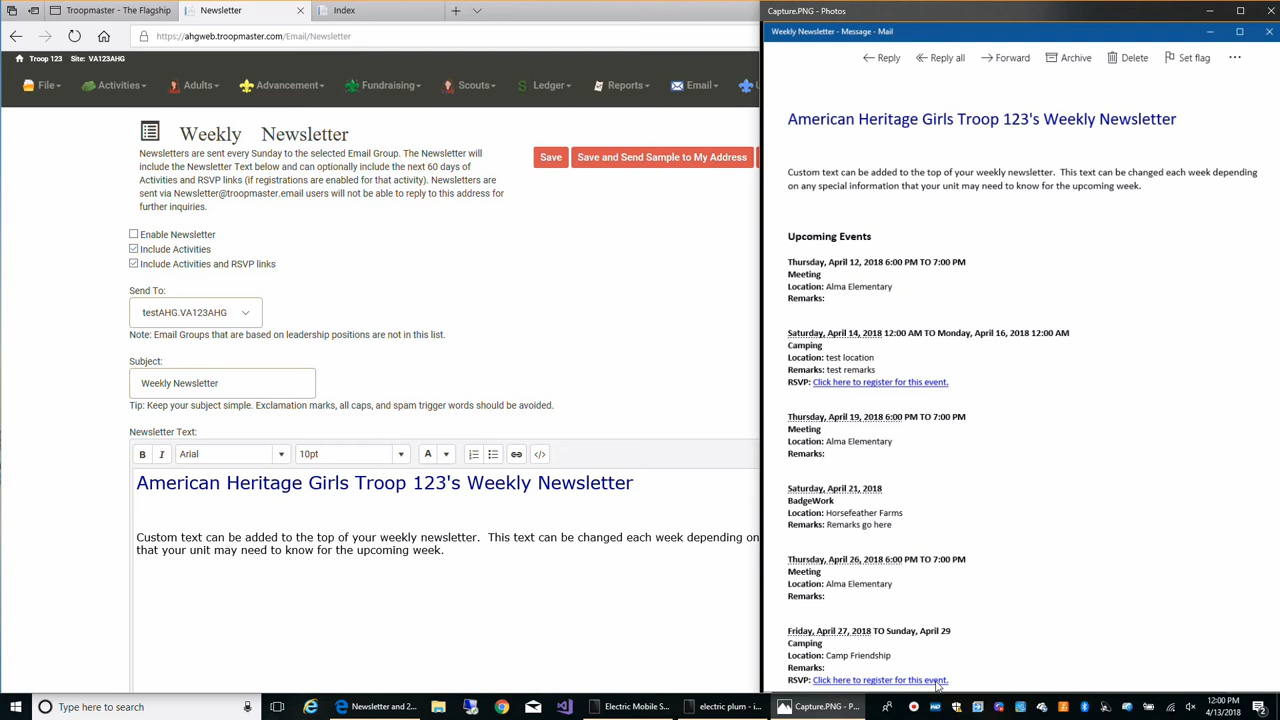 Troopmaster - The Flagship
Newsletter
Index
https://ahgweb.troopmaster.com/Email/Newsletter
Troop 123 Site: VA123AHG
File Activities Adults Advancement Fundraising Scouts Ledger Reports Email
Weekly Newsletter
Newsletters are sent every Sunday to the selected Email Group. The Newsletter will
include the Newsletter Text below and can optionally include the next 60 days of
Activities and RSVP links (if registrations are enabled for that activity). Newsletters are
sent via Newsletter@troopmaster.email users will not be able to reply to this address for
further inquiries.
Save
Save and Send Sample to My Address
Enable Newsletter
Include Activities
Include Activities and RSVP links
Send To:
testAHG.VA123AHG
Note: Email Groups that are based on leadership positions are not in this list.
Subject:
Weekly Newsletter
Tip: Keep your subject simple. Exclamation marks, all caps, and spam trigger words should be avoided.
Newsletter Text:
B I Arial 10pt A
American Heritage Girls Troop 123's Weekly Newsletter
Custom text can be added to the top of your weekly newsletter. This text can be changed each week depending on
that your unit may need to know for the upcoming week.
Capture.PNG - Photos
Weekly Newsletter - Message - Mail
Reply Reply all Forward Archive Delete Set flag
American Heritage Girls Troop 123's Weekly Newsletter
Custom text can be added to the top of your weekly newsletter. This text can be changed each week depending
on any special information that your unit may need to know for the upcoming week.
Upcoming Events
Thursday, April 12, 2018 6:00 PM TO 7:00 PM
Meeting
Location: Alma Elementary
Remarks:
Saturday, April 14, 2018 12:00 AM TO Monday, April 16, 2018 12:00 AM
Camping
Location: test location
Remarks: test remarks
RSVP: Click here to register for this event.
Thursday, April 19, 2018 6:00 PM TO 7:00 PM
Meeting
Location: Alma Elementary
Remarks:
Saturday, April 21, 2018
BadgeWork
Location: Horsefeather Farms
Remarks: Remarks go here
Thursday, April 26, 2018 6:00 PM TO 7:00 PM
Meeting
Location: Alma Elementary
Remarks:
Friday, April 27, 2018 TO Sunday, April 29
Camping
Location: Camp Friendship
Remarks:
RSVP: Click here to register for this event.
Type here to search
Newsletter and 2...
Electric Mobile S...
electric plum - i...
Capture.PNG - P...
12:00 PM
4/13/2018